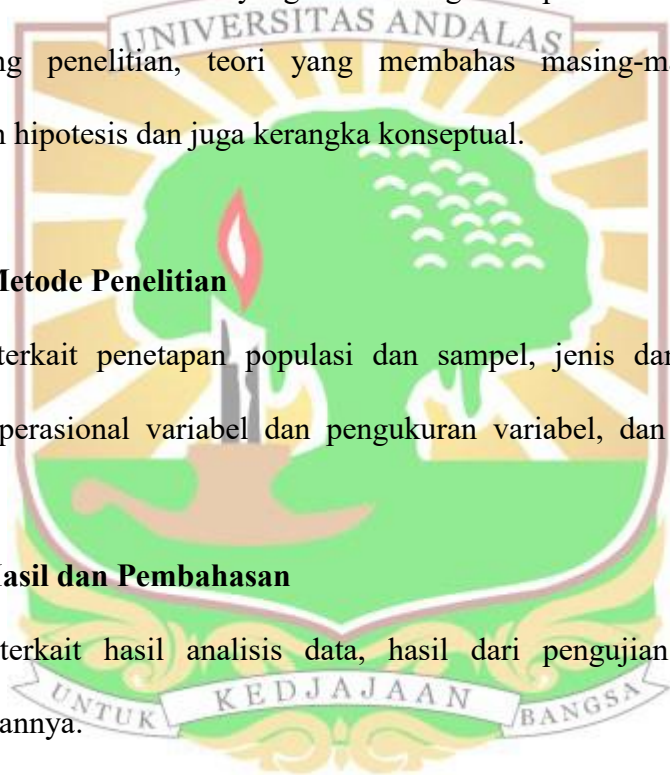 UNIVERSITAS ANDALAS
ng penelitian, teori yang membahas
n hipotesis dan juga kerangka konseptual.
Metode Penelitian
terkait penetapan populasi dan sampel, jenis dan
perasional variabel dan pengukuran variabel, dan
Hasil dan Pembahasan
terkait hasil analisis data, hasil dari pengujian
annya.
UNTUK KEDJAJAAN BANGSA